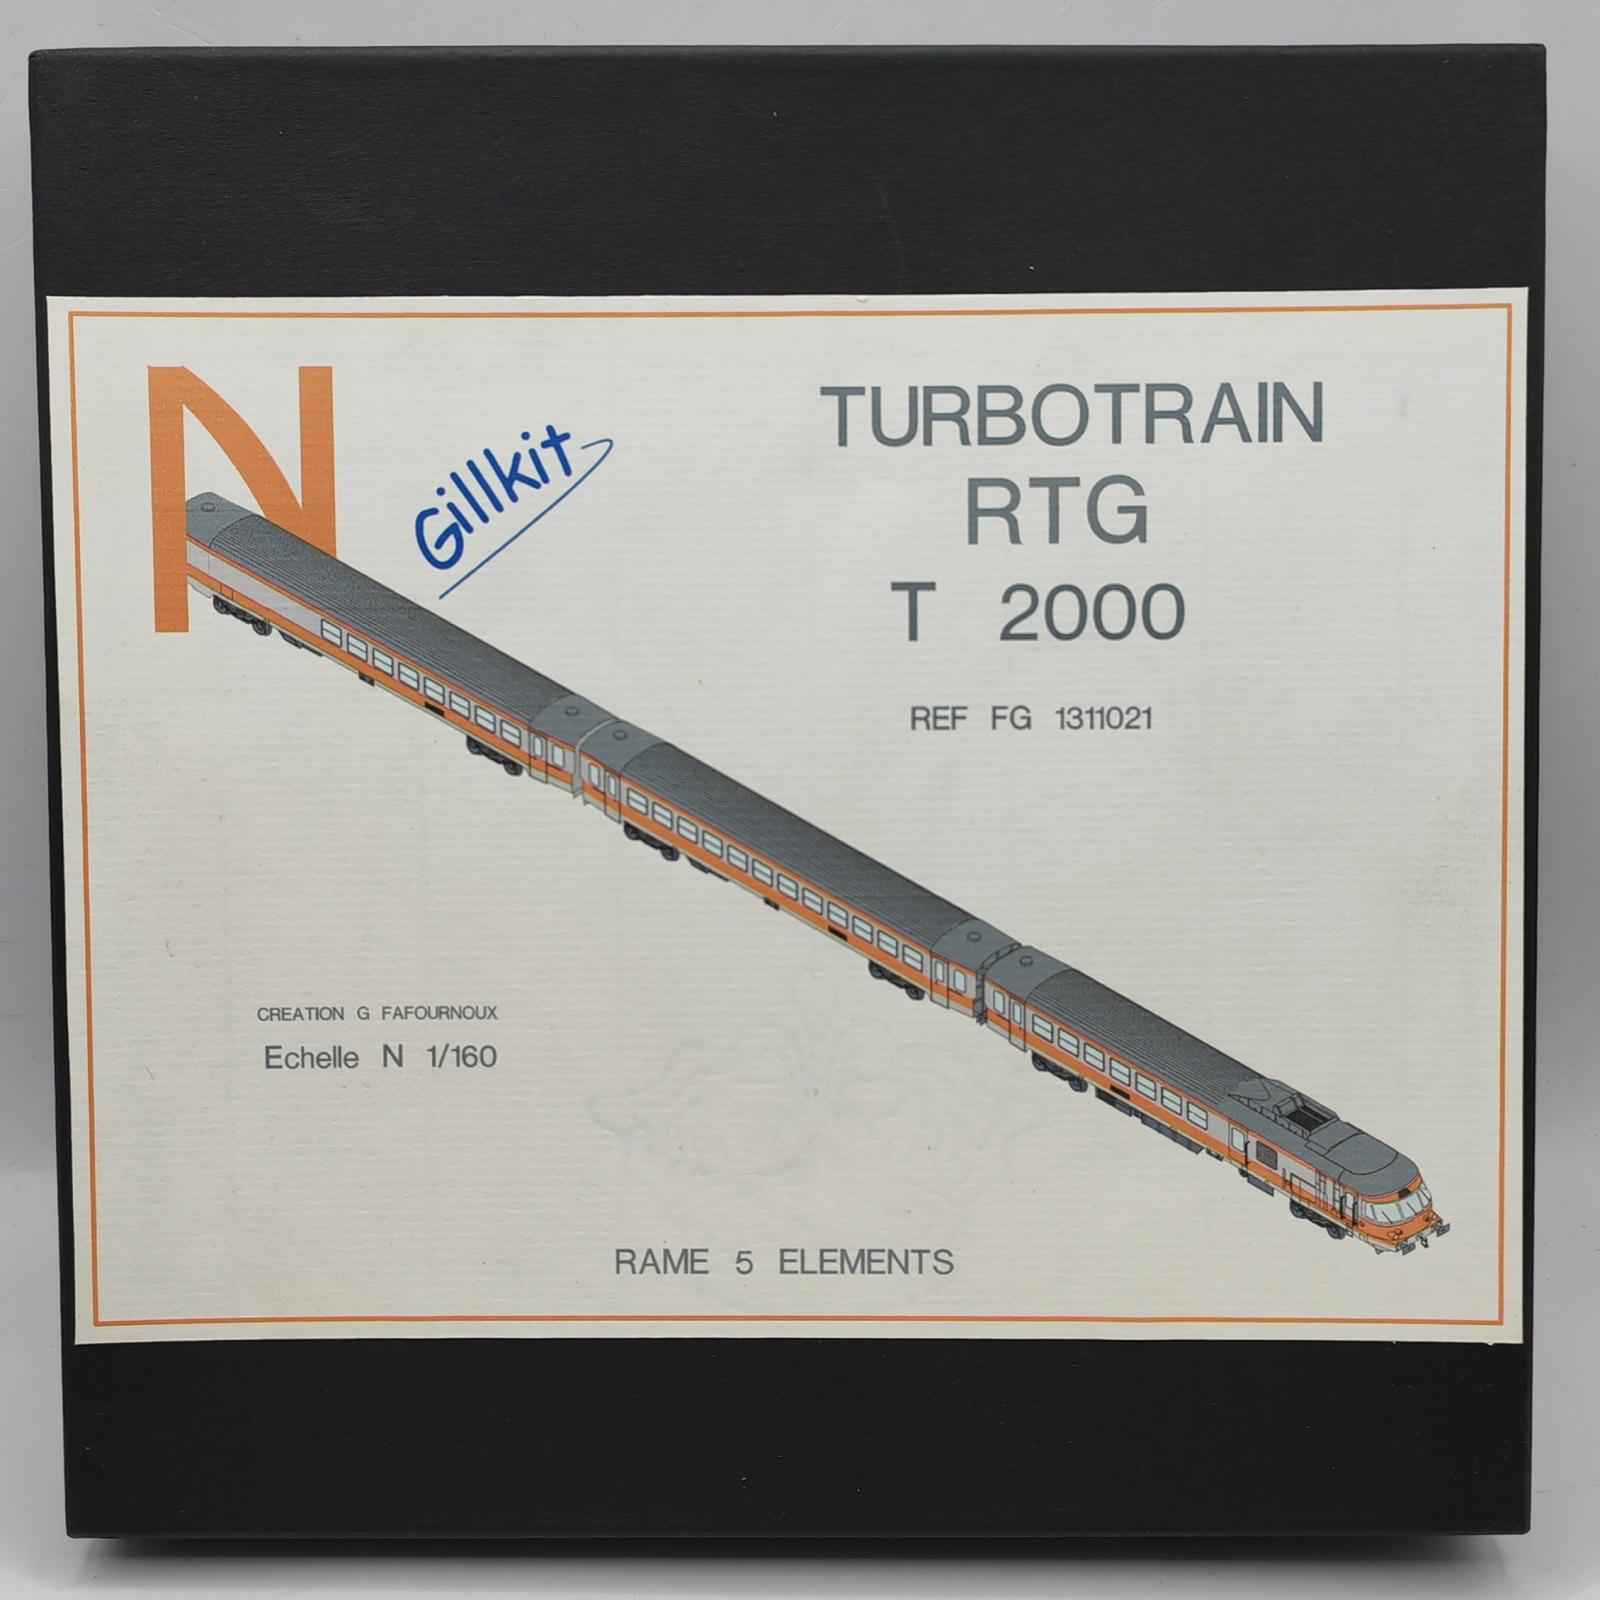 N
Gillkit
TURBOTRAIN
RTG
T 2000
REF FG 1311021
CREATION G FAFOURNOUX
Echelle N 1/160
RAME 5 ELEMENTS